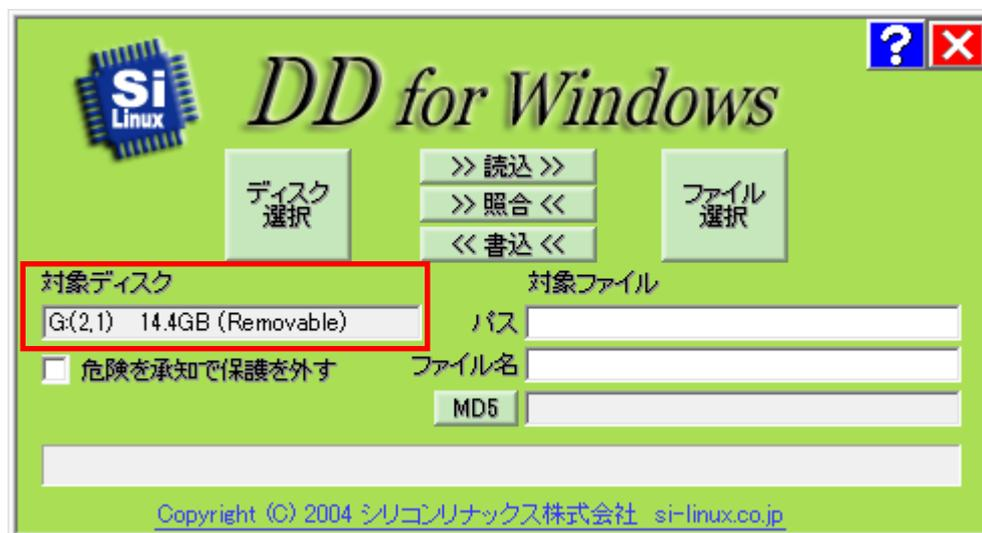 Si
Linux
DD for Windows
?
ディスク
選択
>> 読込 >>
>> 照合 <<
<< 書込 <<
ファイル
選択
対象ディスク
G:(2,1) 14.4GB (Removable)
危険を承知で保護を外す
対象ファイル
パス
ファイル名
MD5
Copyright (C) 2004 シリコンリナックス株式会社 si-linux.co.jp